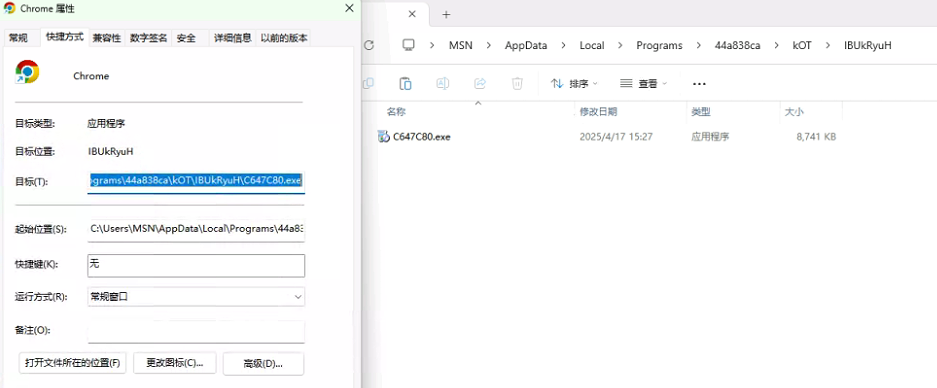 Chrome 属性
常规 快捷方式 兼容性 数字签名 安全 详细信息 以前的版本
Chrome
目标类型: 应用程序
目标位置: IBUkRyuH
目标(T): ograms\44a838ca\kOT\IBUkRyuH\C647C80.exe
起始位置(S): C:\Users\MSN\AppData\Local\Programs\44a83
快捷键(K): 无
运行方式(R): 常规窗口
备注(O):
打开文件所在的位置(F) 更改图标(C)... 高级(D)...
MSN > AppData > Local > Programs > 44a838ca > kOT > IBUkRyuH
排序 查看 ...
名称 修改日期 类型 大小
C647C80.exe 2025/4/17 15:27 应用程序 8,741 KB